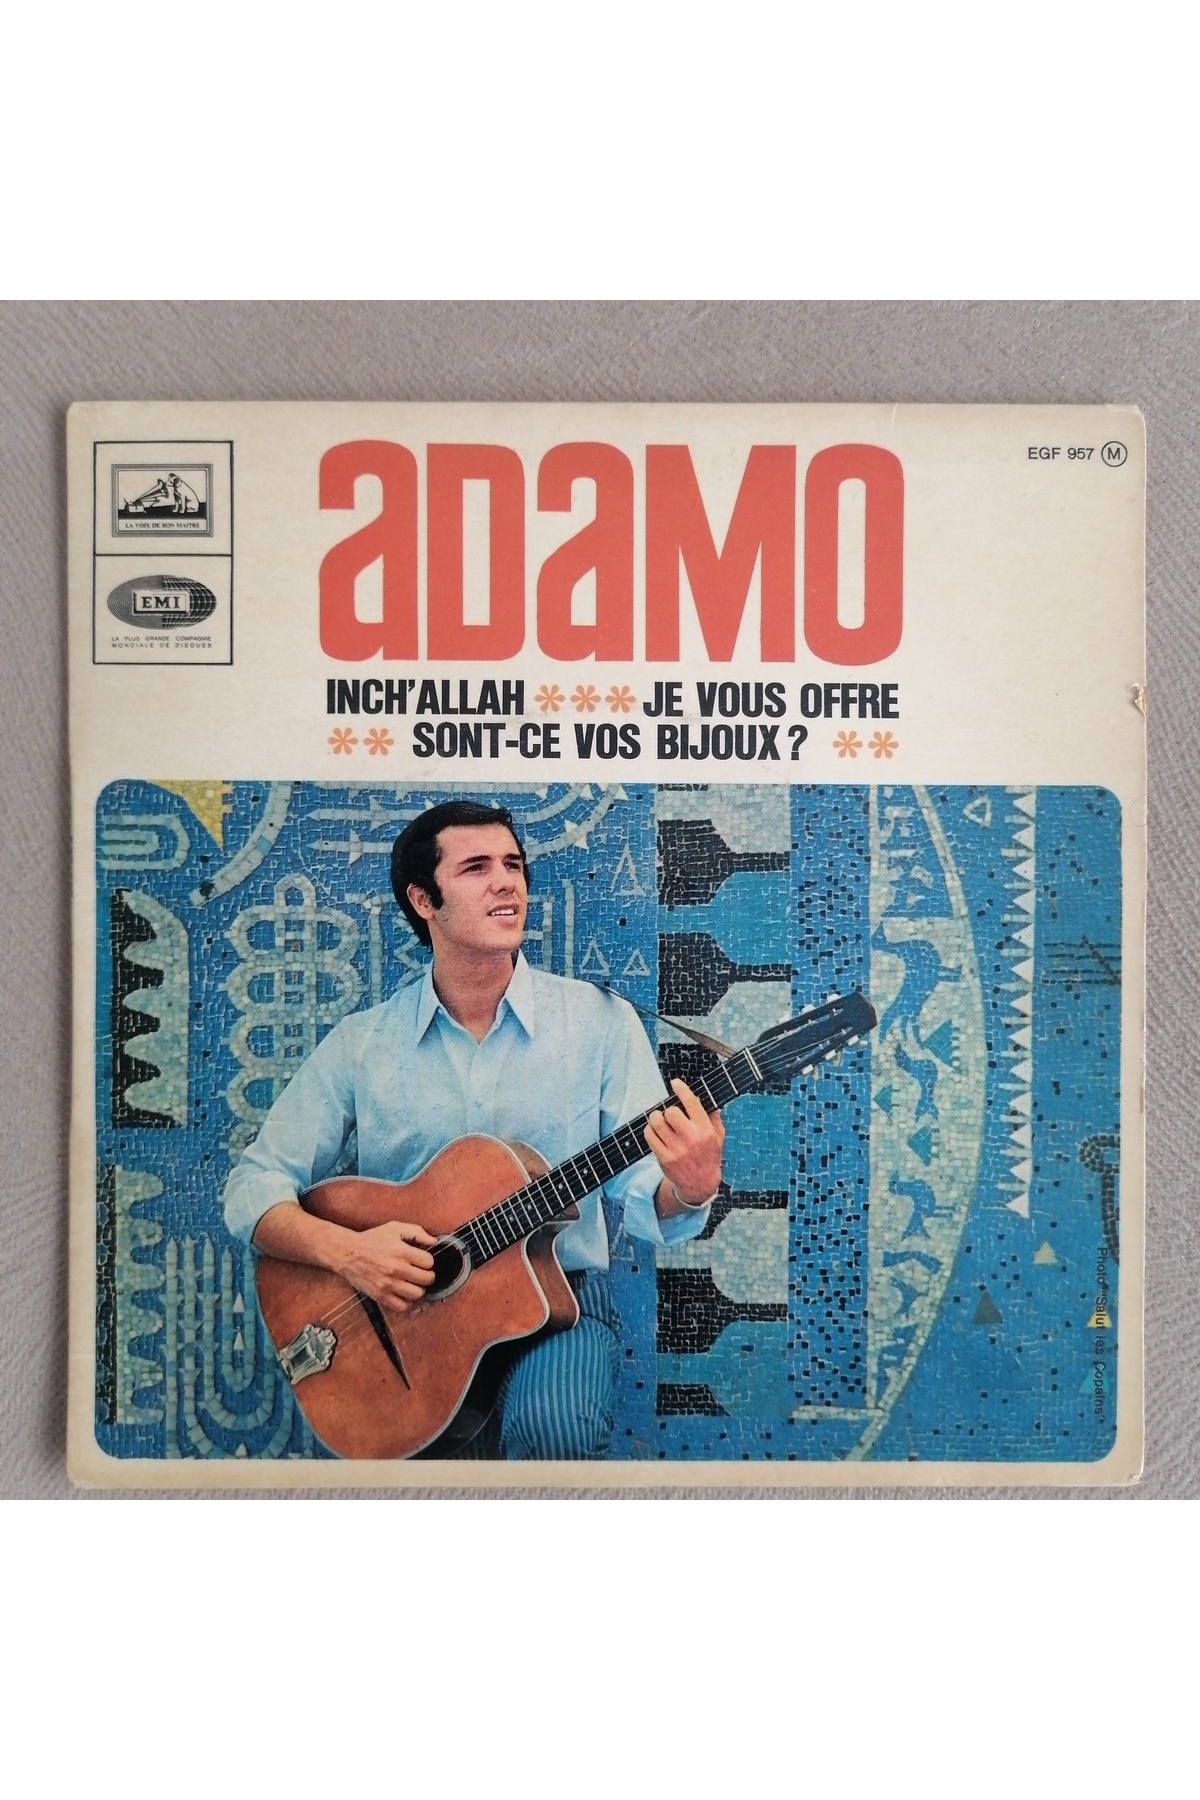 LA VOIX DE SON MAITRE
EMI
LA PLUS GRANDE COMPAGNIE
MONDIALE DE DISQUES
aDaMO
EGF 957 M
INCH'ALLAH *** JE VOUS OFFRE
** SONT-CE VOS BIJOUX? **
Photo "Salut les Copains"